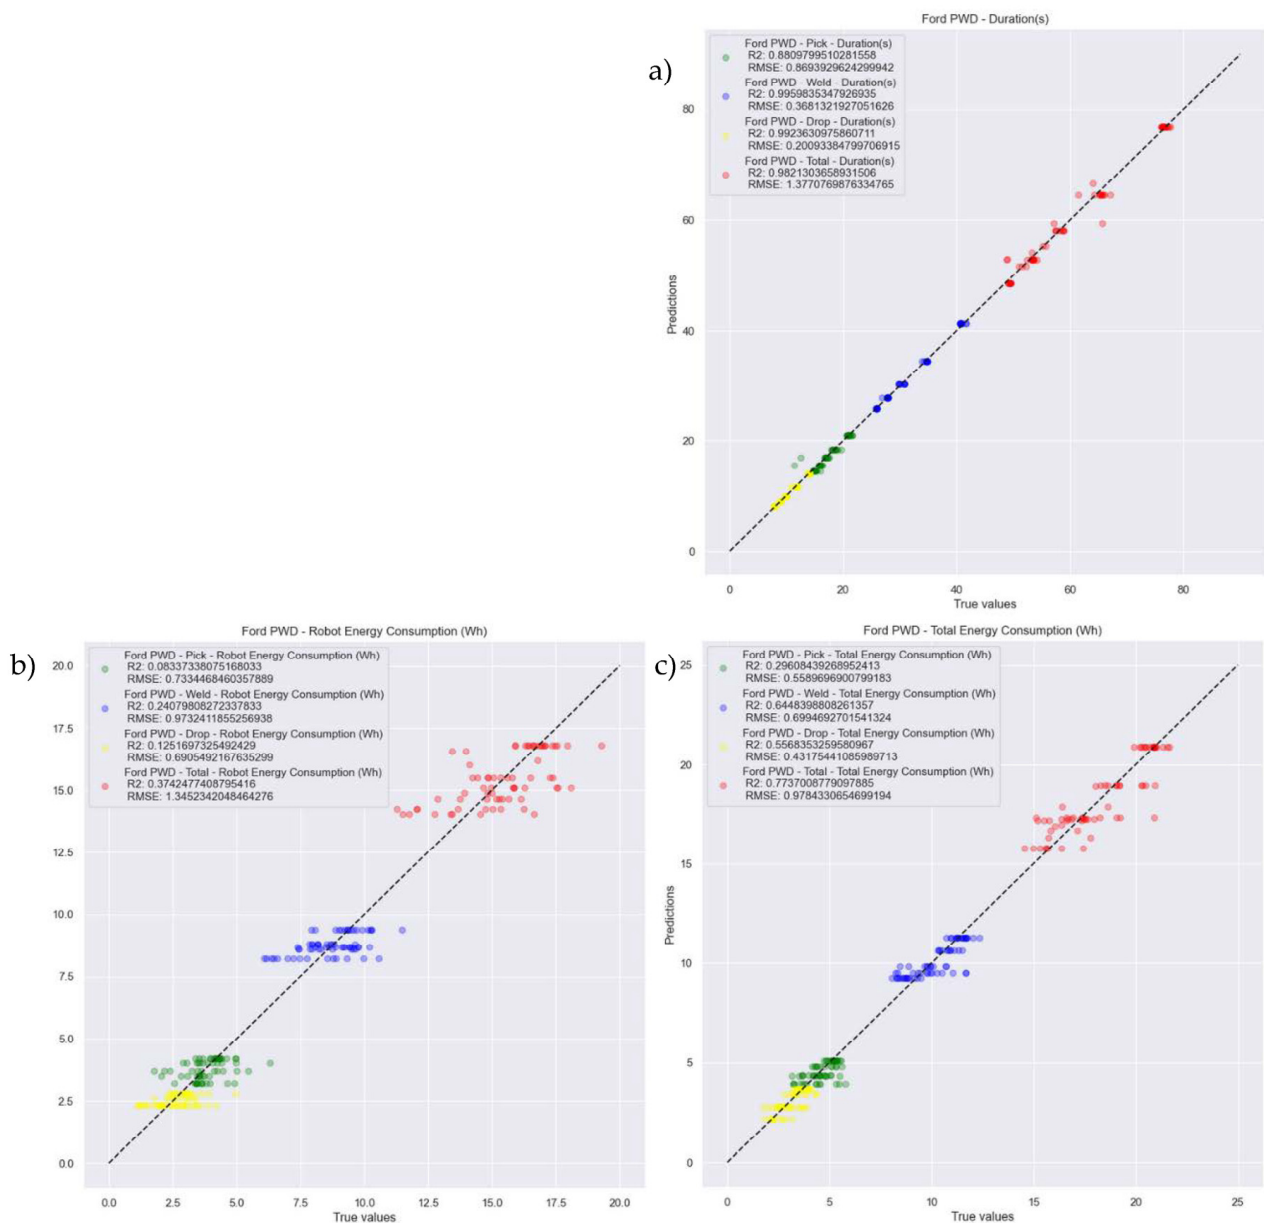 Ford PWD - Duration(s)
a)
Ford PWD - Pick - Duration(s)
R2: 0.8809799510281558
RMSE: 0.8693929624299942
Ford PWD - Weld - Duration(s)
R2: 0.9959835347926935
RMSE: 0.3681321927051626
Ford PWD - Drop - Duration(s)
R2: 0.9923630975860711
RMSE: 0.20093384799706915
Ford PWD - Total - Duration(s)
R2: 0.9821303658931506
RMSE: 1.3770769876334765
Predictions
80
60
40
20
0
0 20 40 60 80
True values
Ford PWD - Robot Energy Consumption (Wh)
b)
Ford PWD - Pick - Robot Energy Consumption (Wh)
R2: 0.08337338075168033
RMSE: 0.7334468460357889
Ford PWD - Weld - Robot Energy Consumption (Wh)
R2: 0.24079808272337833
RMSE: 0.9732411855256938
Ford PWD - Drop - Robot Energy Consumption (Wh)
R2: 0.1251697325492429
RMSE: 0.6905492167635299
Ford PWD - Total - Robot Energy Consumption (Wh)
R2: 0.3742477408795416
RMSE: 1.3452342048464276
20.0
17.5
15.0
12.5
10.0
7.5
5.0
2.5
0.0
0.0 2.5 5.0 7.5 10.0 12.5 15.0 17.5 20.0
True values
Ford PWD - Total Energy Consumption (Wh)
c)
Ford PWD - Pick - Total Energy Consumption (Wh)
R2: 0.29608439268952413
RMSE: 0.5589696900799183
Ford PWD - Weld - Total Energy Consumption (Wh)
R2: 0.6448398808261357
RMSE: 0.6994692701541324
Ford PWD - Drop - Total Energy Consumption (Wh)
R2: 0.5568353259580967
RMSE: 0.43175441085989713
Ford PWD - Total - Total Energy Consumption (Wh)
R2: 0.7737008779097885
RMSE: 0.9784330654699194
Predictions
25
20
15
10
5
0
0 5 10 15 20 25
True values